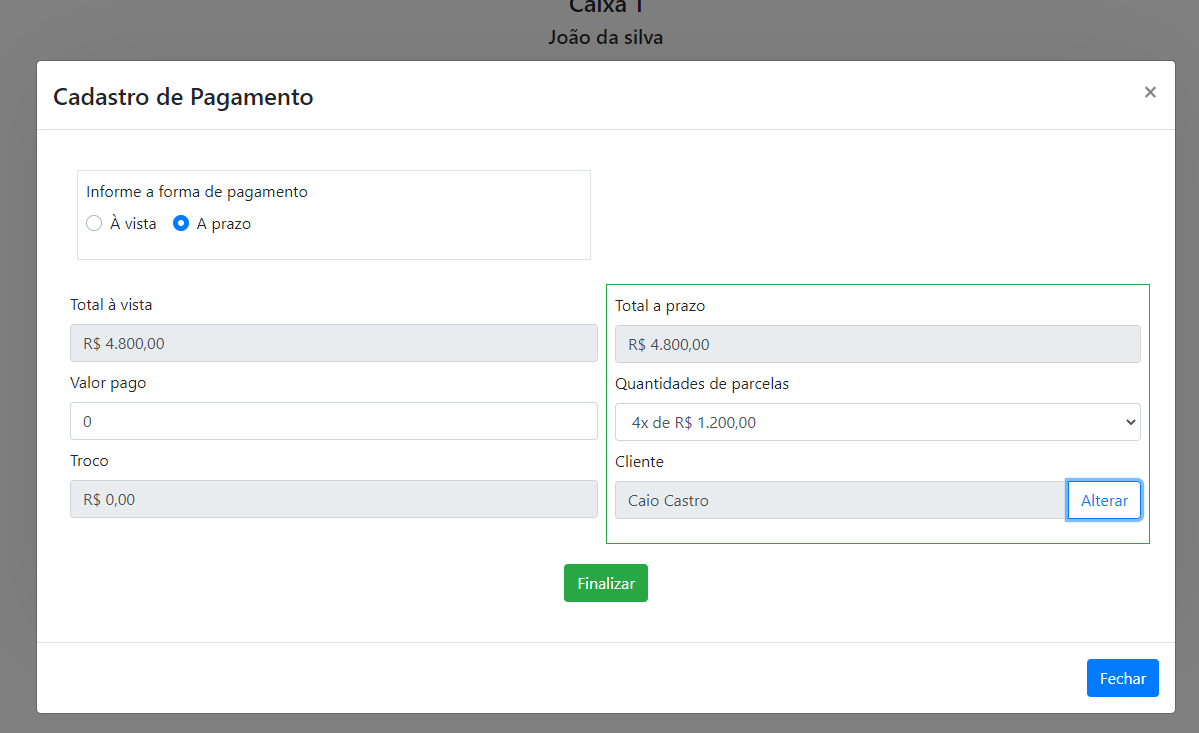 Caixa 1
João da silva
Cadastro de Pagamento
×
Informe a forma de pagamento
À vista A prazo
Total à vista
R$ 4.800,00
Valor pago
0
Troco
R$ 0,00
Total a prazo
R$ 4.800,00
Quantidades de parcelas
4x de R$ 1.200,00
Cliente
Caio Castro
Alterar
Finalizar
Fechar